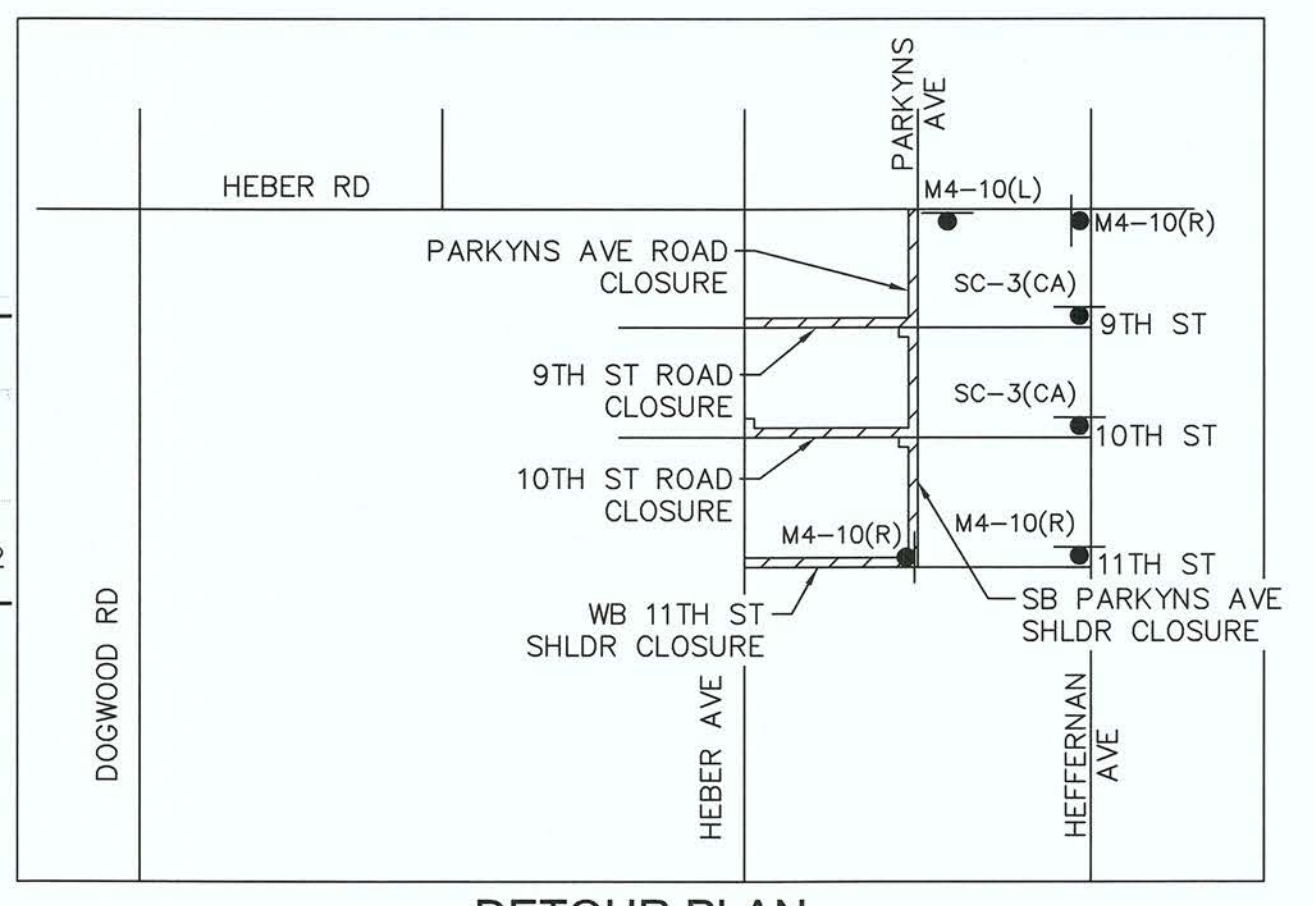 PARKYNS
AVE
HEBER RD
M4-10(L)
M4-10(R)
PARKYNS AVE ROAD
CLOSURE
SC-3(CA)
9TH ST
9TH ST ROAD
CLOSURE
SC-3(CA)
10TH ST
10TH ST ROAD
CLOSURE
M4-10(R)
M4-10(R)
11TH ST
WB 11TH ST
SHLDR CLOSURE
SB PARKYNS AVE
SHLDR CLOSURE
DOGWOOD RD
HEBER AVE
HEFFERNAN
AVE
DETOUR PLAN